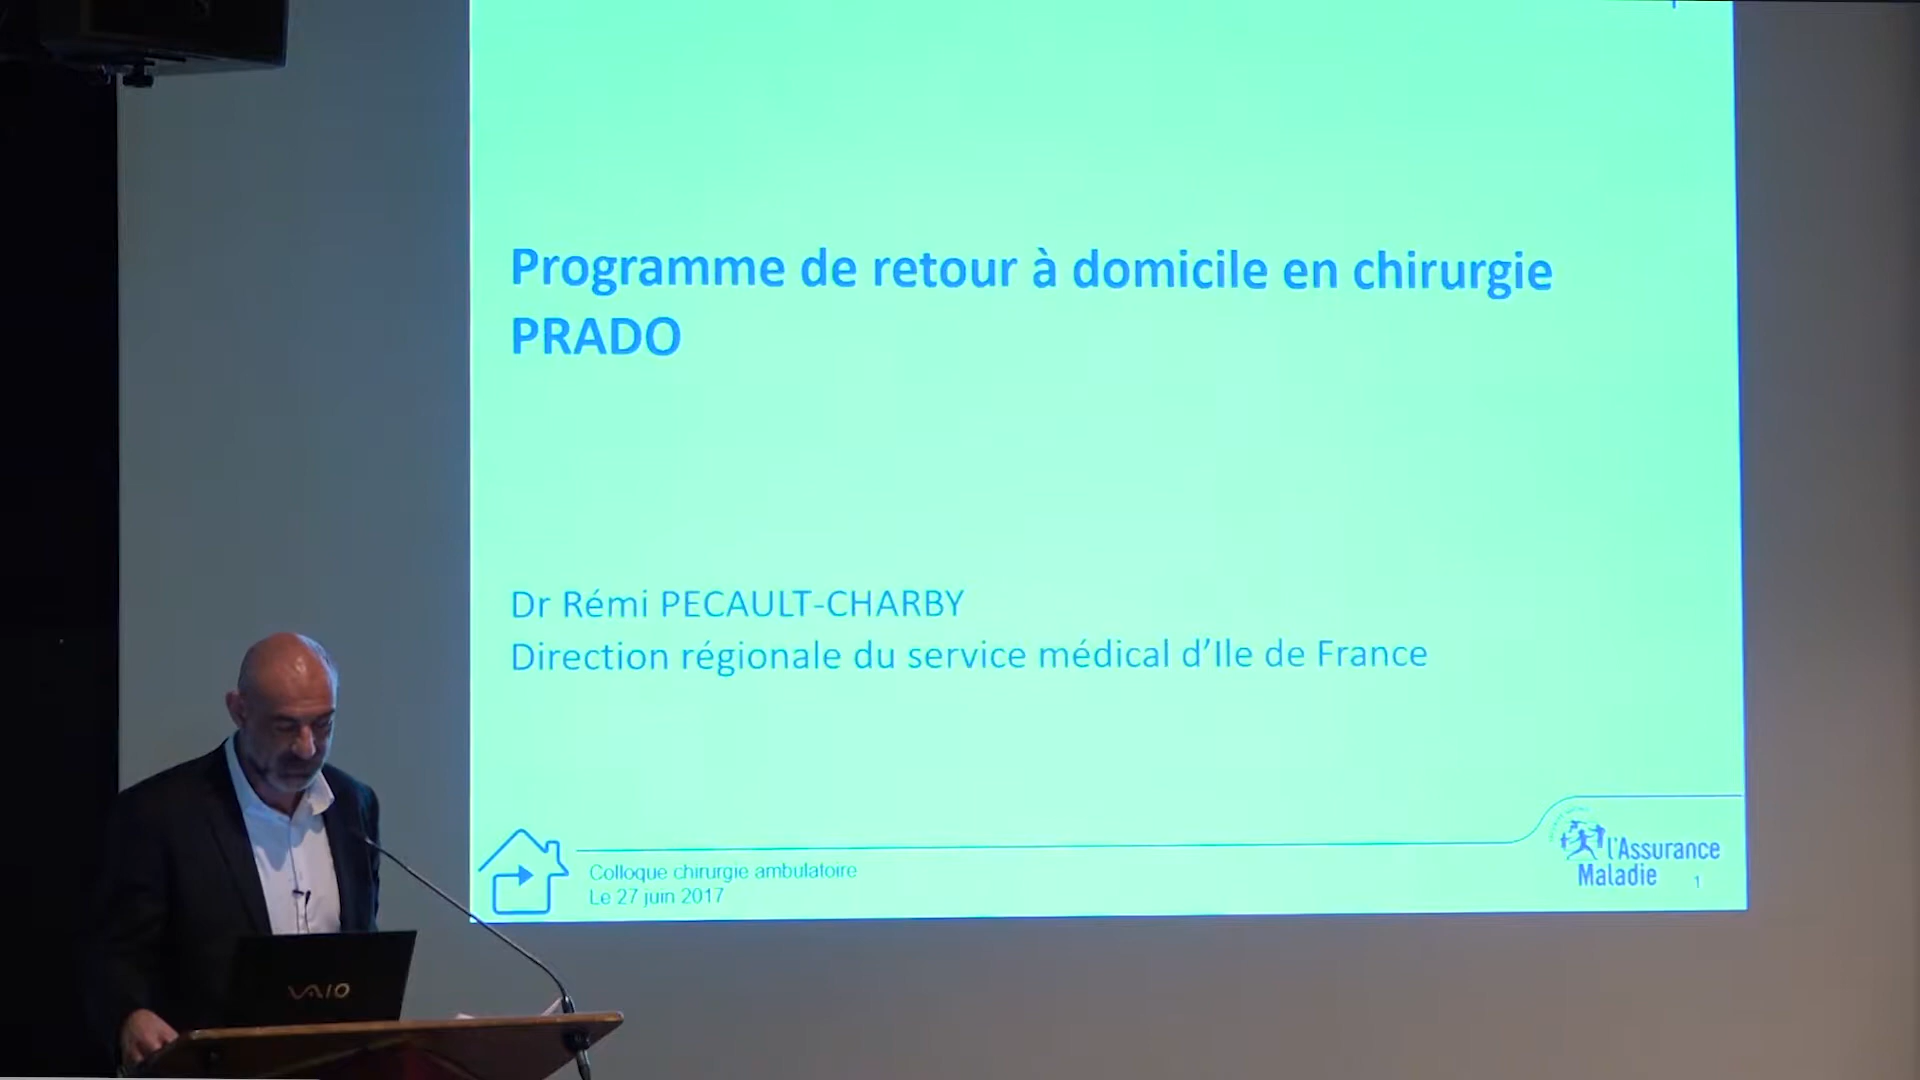 Programme de retour à domicile en chirurgie
PRADO
Dr Rémi PECAULT-CHARBY
Direction régionale du service médical d’Ile de France
Colloque chirurgie ambulatoire
Le 27 juin 2017
l'Assurance
Maladie
1
VAIO